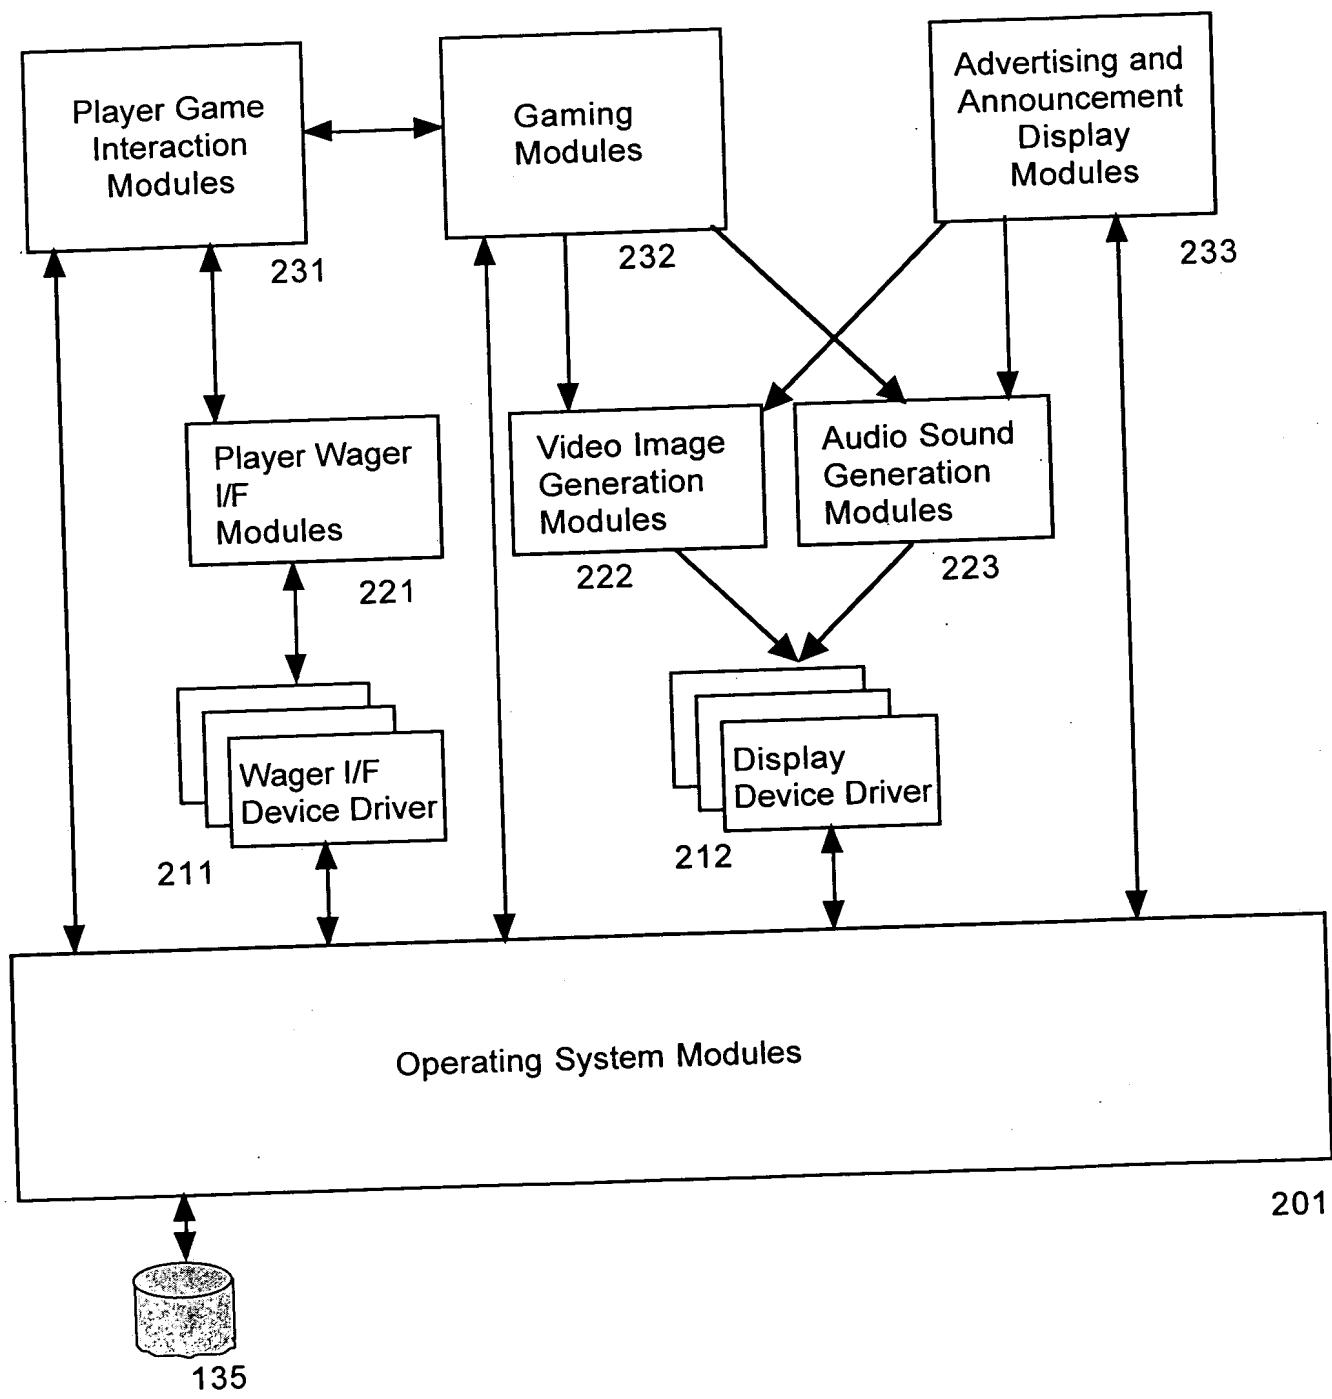 Player Game
Interaction
Modules
231
Gaming
Modules
232
Advertising and
Announcement
Display
Modules
233
Player Wager
I/F
Modules
221
Video Image
Generation
Modules
222
Audio Sound
Generation
Modules
223
Wager I/F
Device Driver
211
Display
Device Driver
212
Operating System Modules
201
135